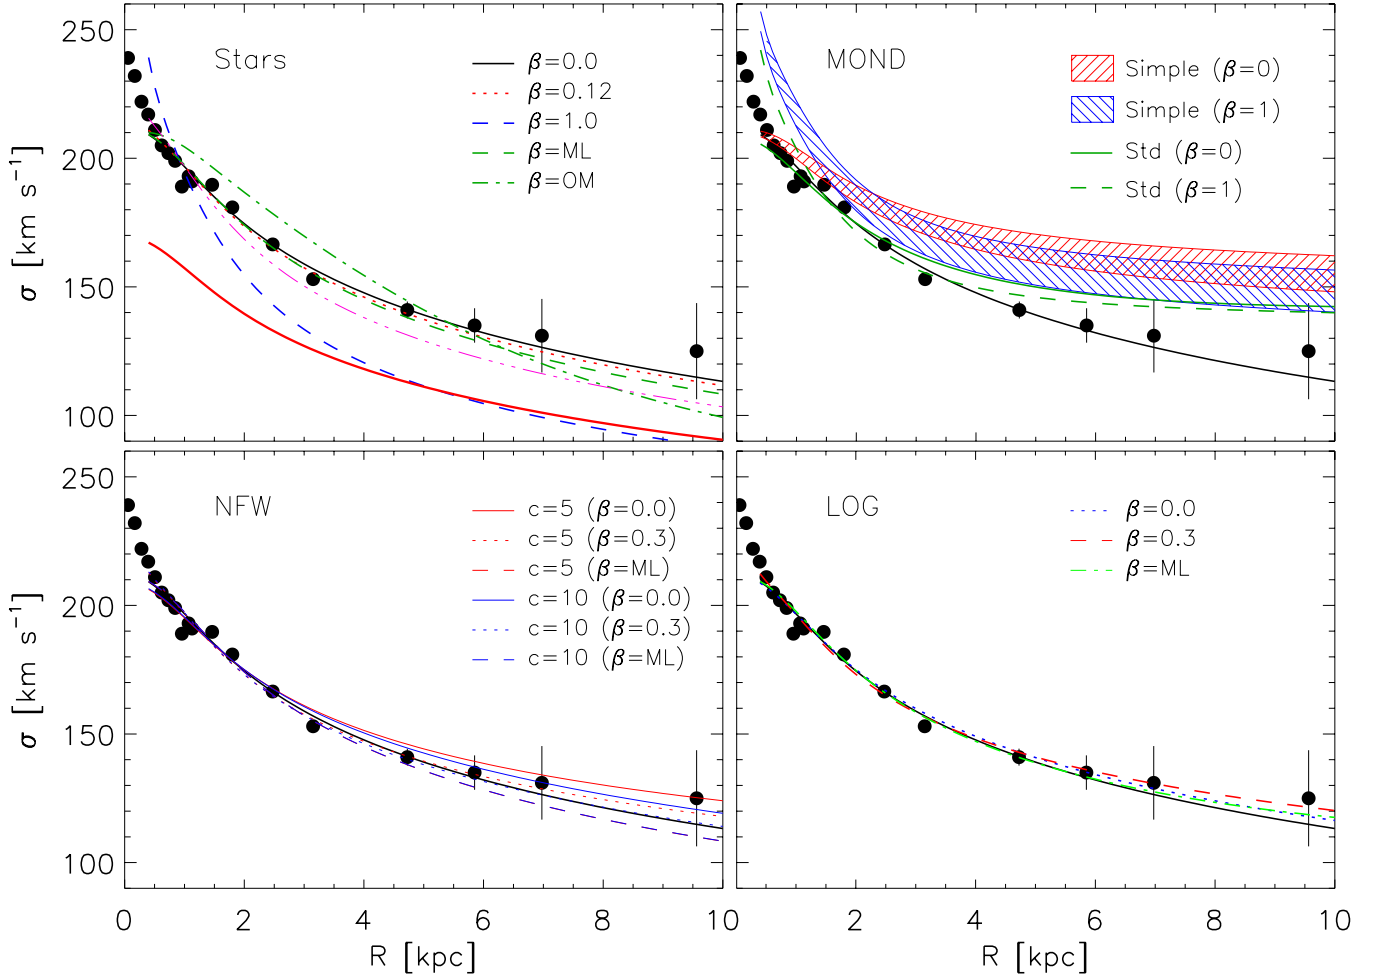 Stars
β=0.0
β=0.12
β=1.0
β=ML
β=OM
250
200
150
100
σ [km s⁻¹]
MOND
Simple (β=0)
Simple (β=1)
Std (β=0)
Std (β=1)
NFW
c=5 (β=0.0)
c=5 (β=0.3)
c=5 (β=ML)
c=10 (β=0.0)
c=10 (β=0.3)
c=10 (β=ML)
250
200
150
100
σ [km s⁻¹]
0 2 4 6 8 10
R [kpc]
LOG
β=0.0
β=0.3
β=ML
2 4 6 8 10
R [kpc]